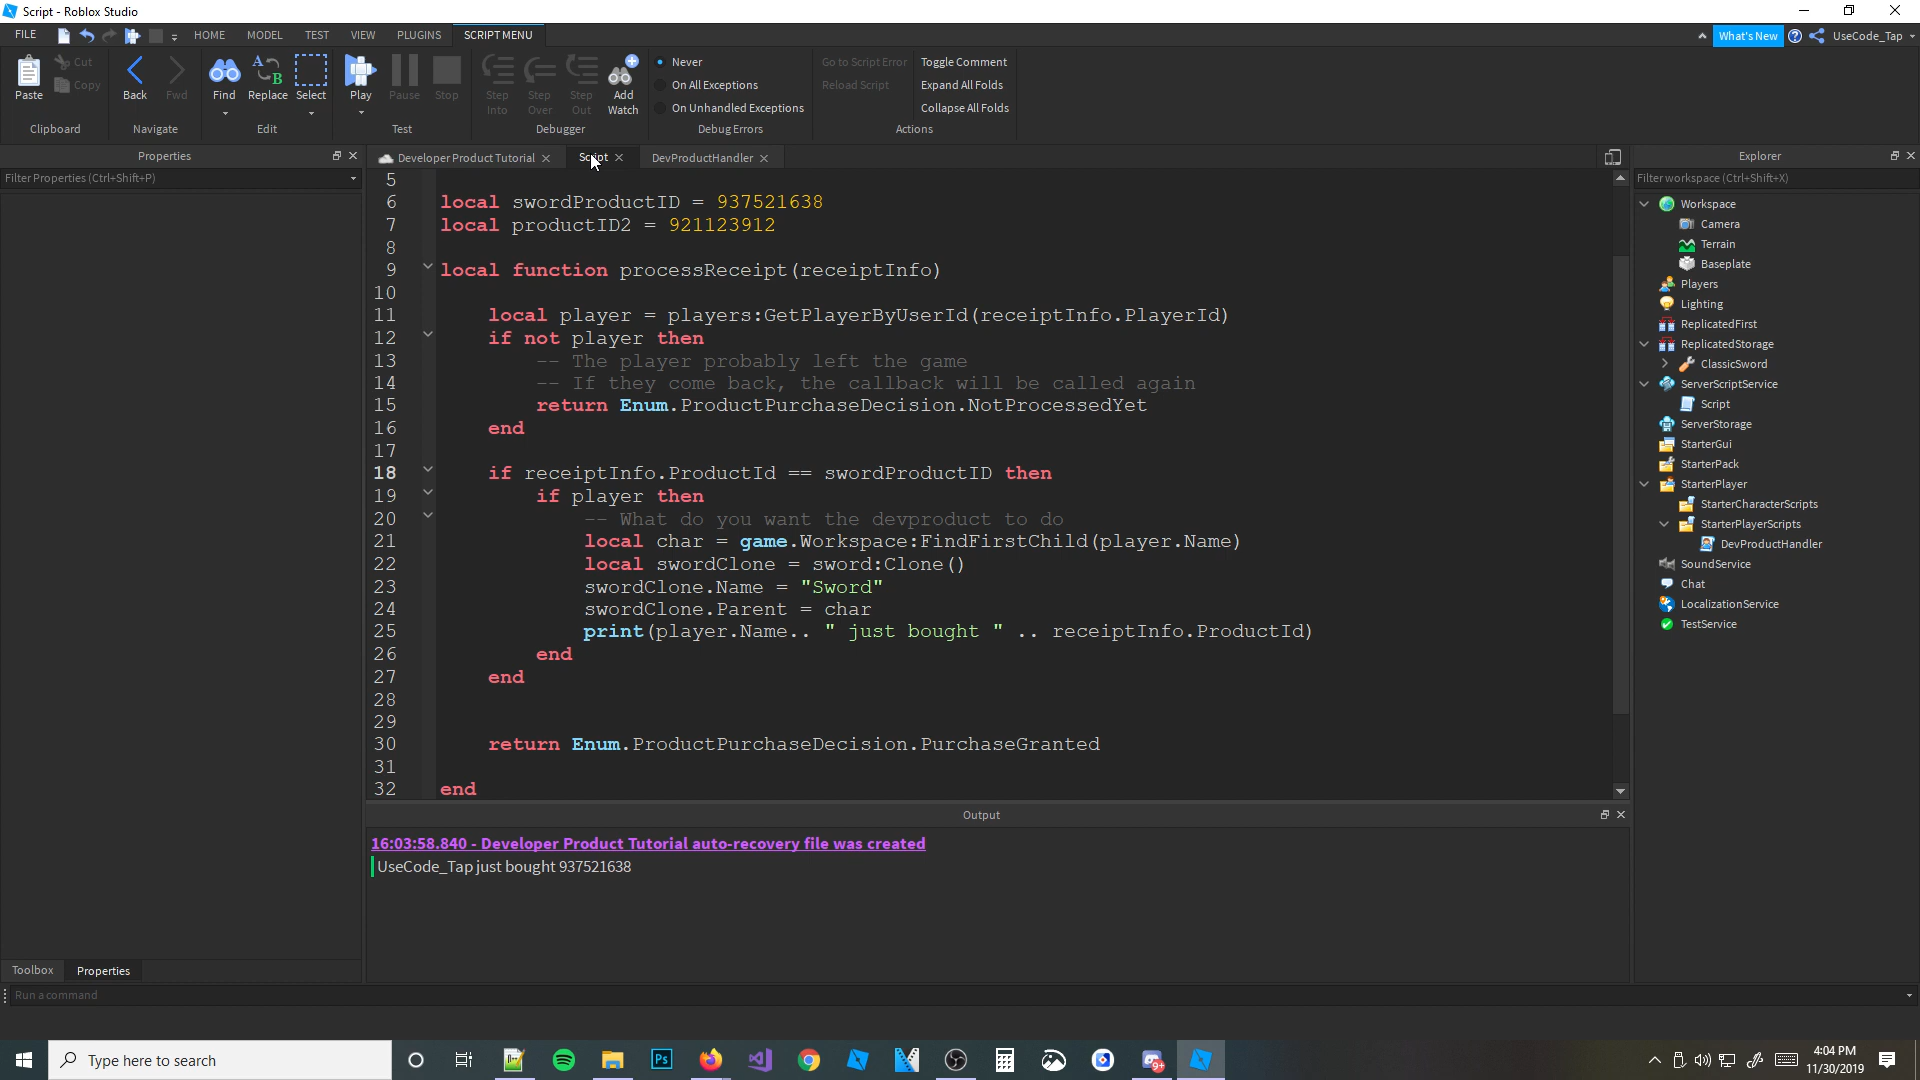 Script - Roblox Studio
FILE
HOME
MODEL
TEST
VIEW
PLUGINS
SCRIPT MENU
What's New
UseCode_Tap
Paste
Cut
Copy
Clipboard
Back
Fwd
Navigate
Find
Replace
Select
Edit
Play
Pause
Stop
Test
Step Into
Step Over
Step Out
Add Watch
Debugger
Never
On All Exceptions
On Unhandled Exceptions
Debug Errors
Go to Script Error
Reload Script
Toggle Comment
Expand All Folds
Collapse All Folds
Actions
Properties
Filter Properties (Ctrl+Shift+P)
Developer Product Tutorial
Script
DevProductHandler
5
6 local swordProductID = 937521638
7 local productID2 = 921123912
8
9 local function processReceipt(receiptInfo)
10
11 local player = players:GetPlayerByUserId(receiptInfo.PlayerId)
12 if not player then
13 -- The player probably left the game
14 -- If they come back, the callback will be called again
15 return Enum.ProductPurchaseDecision.NotProcessedYet
16 end
17
18 if receiptInfo.ProductId == swordProductID then
19 if player then
20 -- What do you want the devproduct to do
21 local char = game.Workspace:FindFirstChild(player.Name)
22 local swordClone = sword:Clone()
23 swordClone.Name = "Sword"
24 swordClone.Parent = char
25 print(player.Name.. " just bought " .. receiptInfo.ProductId)
26 end
27 end
28
29
30 return Enum.ProductPurchaseDecision.PurchaseGranted
31
32 end
Output
16:03:58.840 - Developer Product Tutorial auto-recovery file was created
UseCode_Tap just bought 937521638
Explorer
Filter workspace (Ctrl+Shift+X)
Workspace
Camera
Terrain
Baseplate
Players
Lighting
ReplicatedFirst
ReplicatedStorage
ClassicSword
ServerScriptService
Script
ServerStorage
StarterGui
StarterPack
StarterPlayer
StarterCharacterScripts
StarterPlayerScripts
DevProductHandler
SoundService
Chat
LocalizationService
TestService
Toolbox
Properties
Run a command
Type here to search
Ps
4:04 PM
11/30/2019